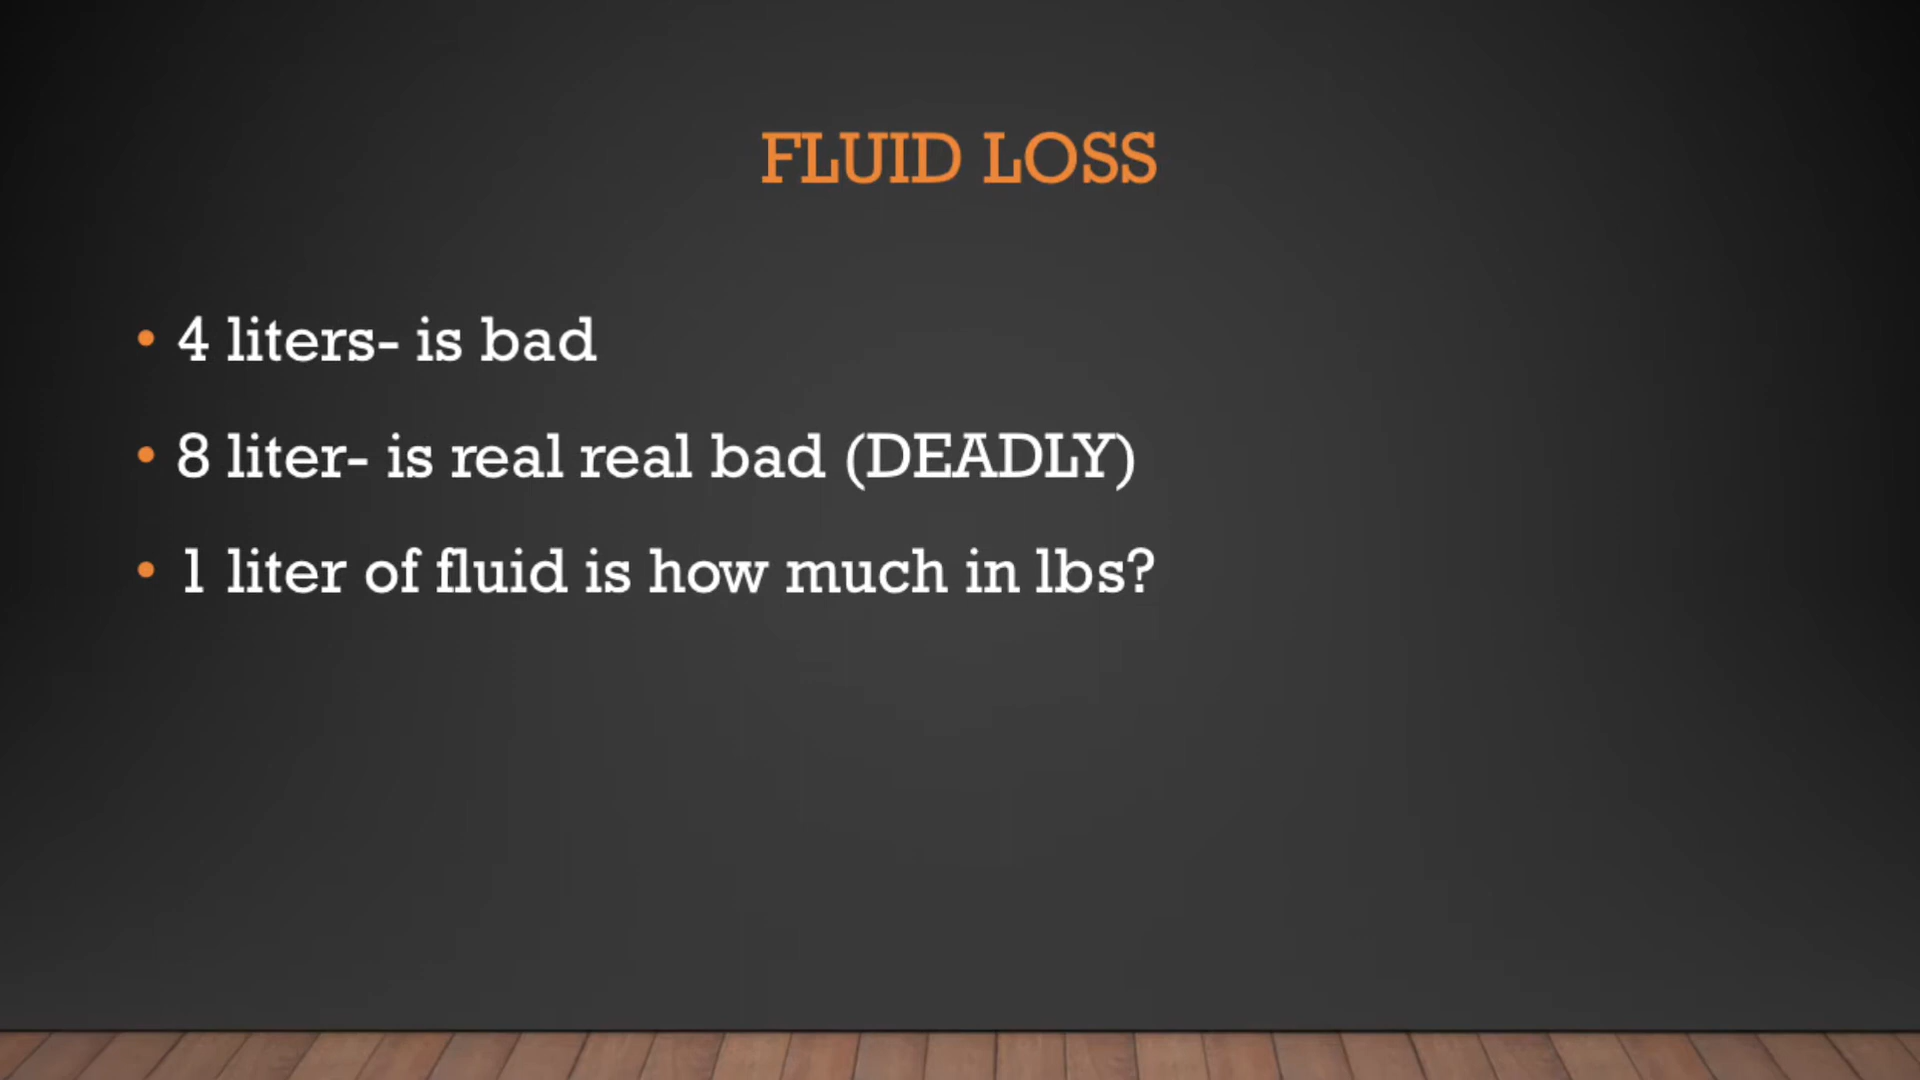 FLUID LOSS
• 4 liters- is bad
• 8 liter- is real real bad (DEADLY)
• 1 liter of fluid is how much in lbs?